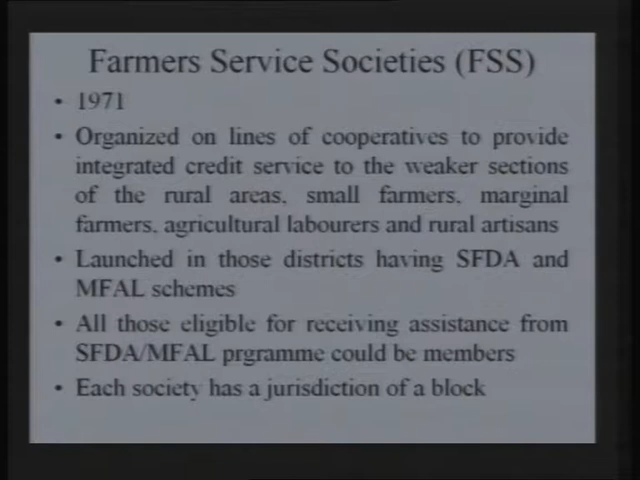 Farmers Service Societies (FSS)
• 1971
• Organized on lines of cooperatives to provide
integrated credit service to the weaker sections
of the rural areas, small farmers, marginal
farmers, agricultural labourers and rural artisans
• Launched in those districts having SFDA and
MFAL schemes
• All those eligible for receiving assistance from
SFDA/MFAL prgramme could be members
• Each society has a jurisdiction of a block